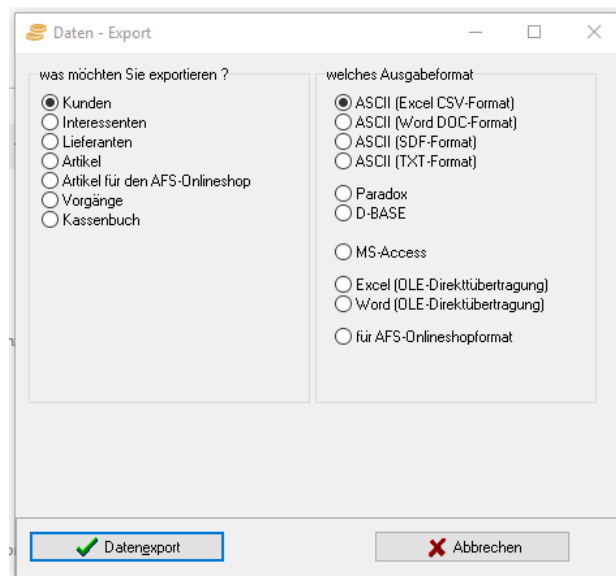 Daten - Export
was möchten Sie exportieren ?
Kunden
Interessenten
Lieferanten
Artikel
Artikel für den AFS-Onlineshop
Vorgänge
Kassenbuch
welches Ausgabeformat
ASCII (Excel CSV-Format)
ASCII (Word DOC-Format)
ASCII (SDF-Format)
ASCII (TXT-Format)
Paradox
D-BASE
MS-Access
Excel (OLE-Direkttübertragung)
Word (OLE-Direktübertragung)
für AFS-Onlineshopformat
Datenexport
Abbrechen